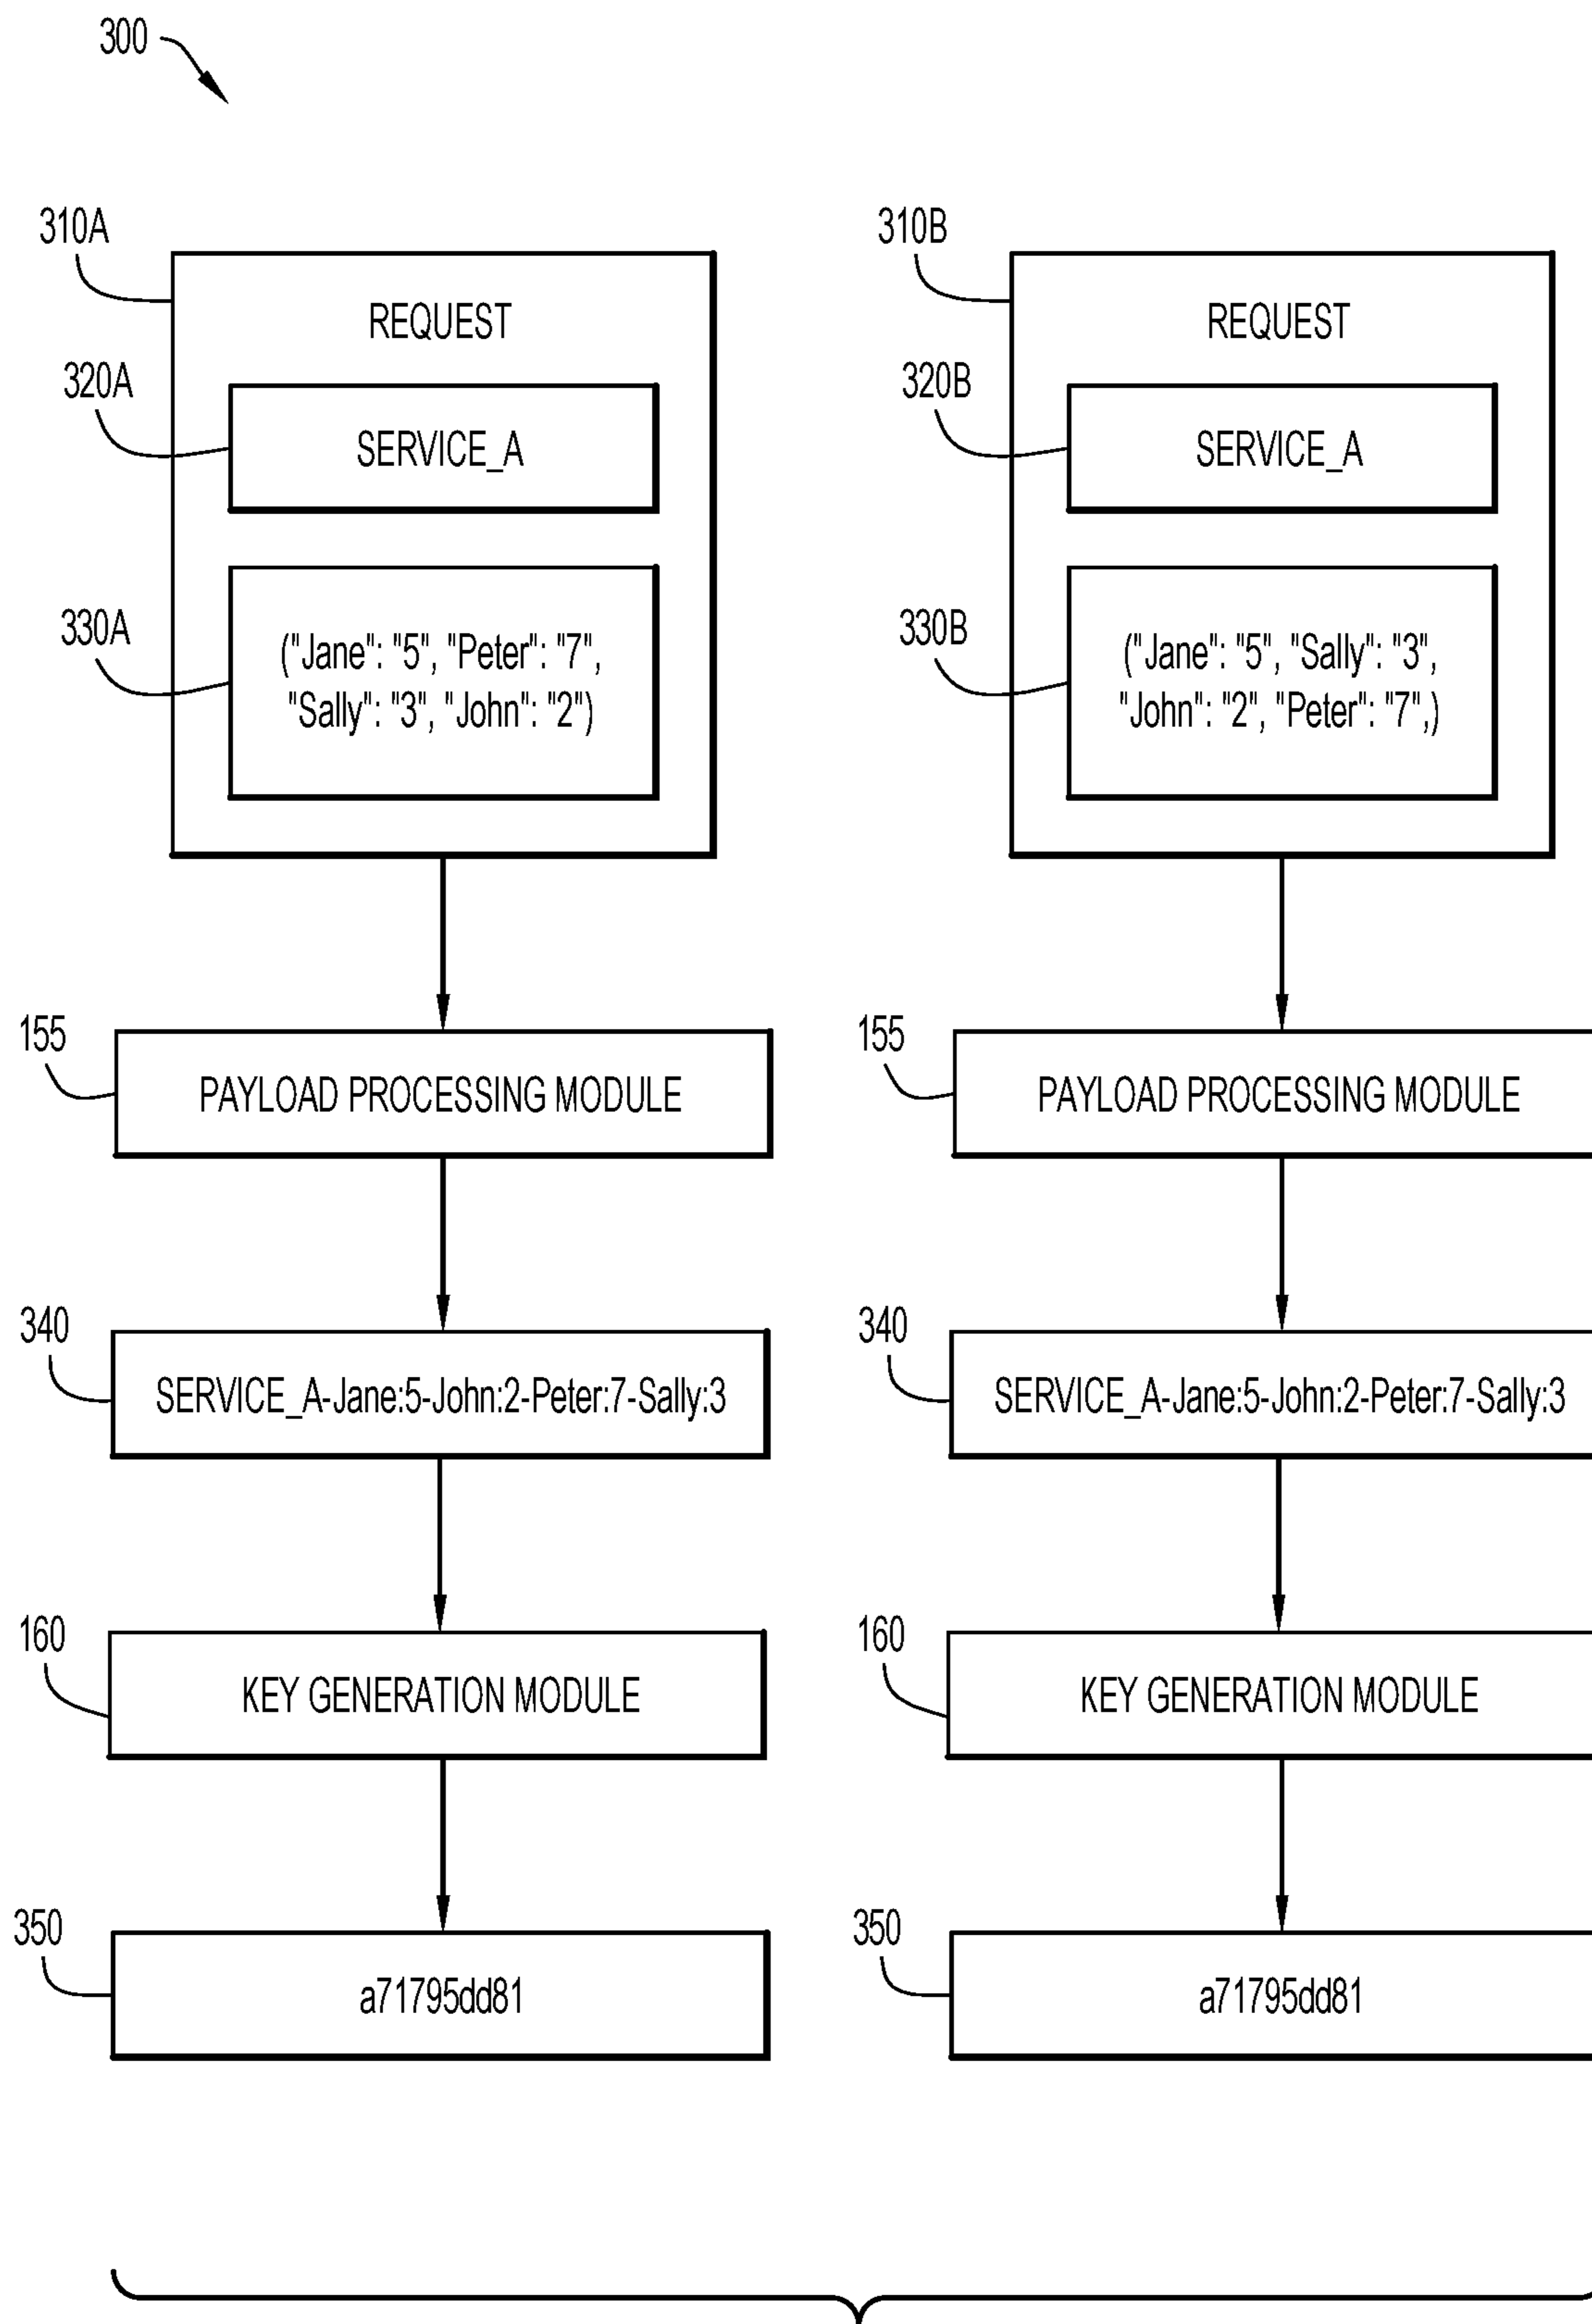 300
310A
REQUEST
320A
SERVICE_A
330A
("Jane": "5", "Peter": "7",
"Sally": "3", "John": "2")
155
PAYLOAD PROCESSING MODULE
340
SERVICE_A-Jane:5-John:2-Peter:7-Sally:3
160
KEY GENERATION MODULE
350
a71795dd81
310B
REQUEST
320B
SERVICE_A
330B
("Jane": "5", "Sally": "3",
"John": "2", "Peter": "7",)
155
PAYLOAD PROCESSING MODULE
340
SERVICE_A-Jane:5-John:2-Peter:7-Sally:3
160
KEY GENERATION MODULE
350
a71795dd81